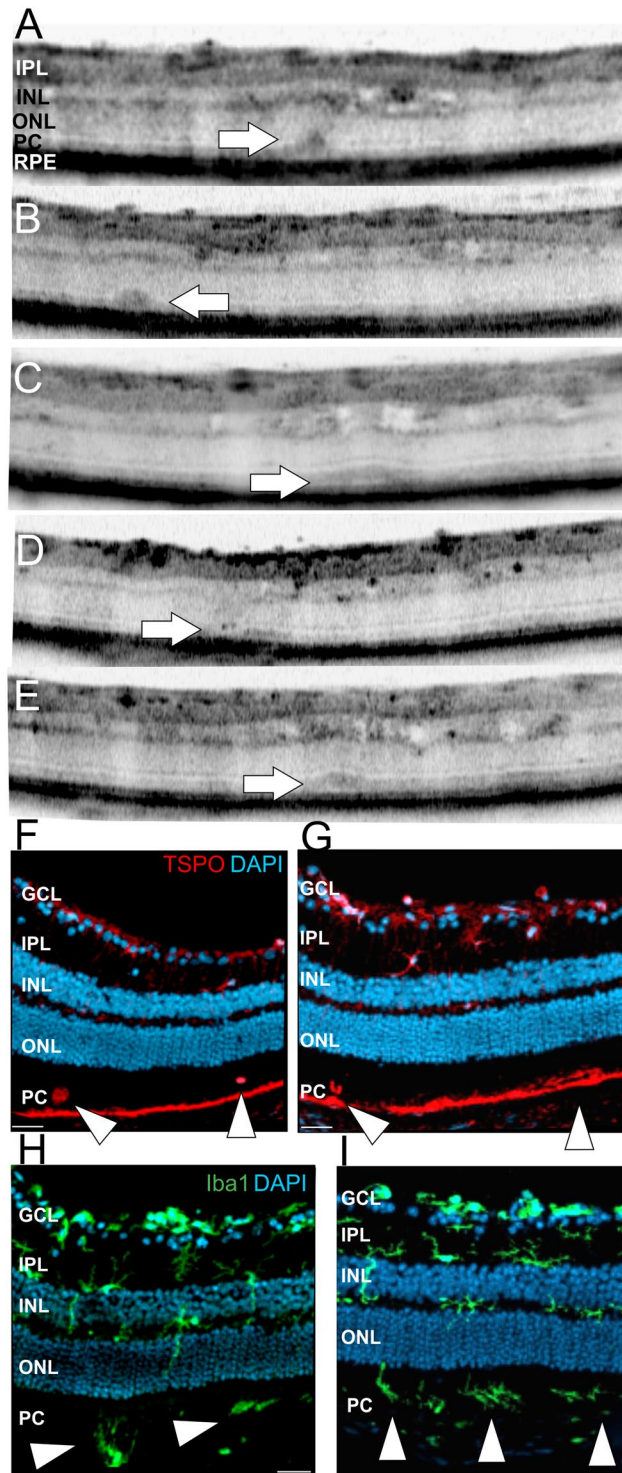 A
IPL
INL
ONL
PC
RPE
B
C
D
E
F
TSPO DAPI
GCL
IPL
INL
ONL
PC
G
GCL
IPL
INL
ONL
PC
H
Iba1 DAPI
GCL
IPL
INL
ONL
PC
I
GCL
IPL
INL
ONL
PC